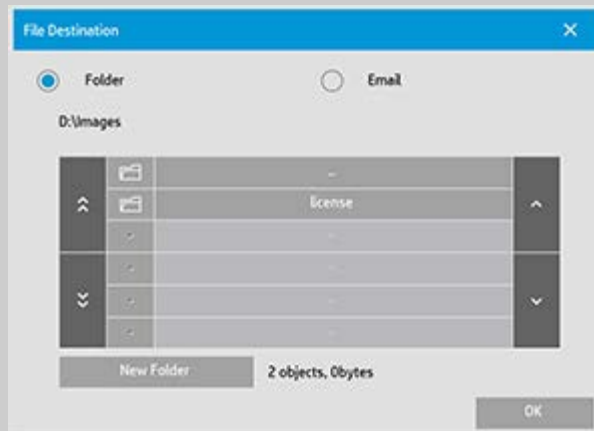 File Destination
Folder
Email
D:\Images
..
license
New Folder
2 objects, 0bytes
OK